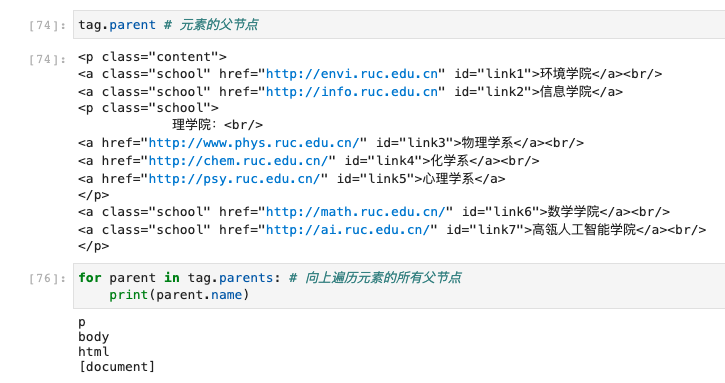 [74]: tag.parent # 元素的父节点
[74]: <p class="content">
<a class="school" href="http://envi.ruc.edu.cn" id="link1">环境学院</a><br/>
<a class="school" href="http://info.ruc.edu.cn" id="link2">信息学院</a>
<p class="school">
            理学院：<br/>
<a href="http://www.phys.ruc.edu.cn/" id="link3">物理学系</a><br/>
<a href="http://chem.ruc.edu.cn/" id="link4">化学系</a><br/>
<a href="http://psy.ruc.edu.cn/" id="link5">心理学系</a>
</p>
<a class="school" href="http://math.ruc.edu.cn/" id="link6">数学学院</a><br/>
<a class="school" href="http://ai.ruc.edu.cn/" id="link7">高瓴人工智能学院</a><br/>
</p>
[76]: for parent in tag.parents: # 向上遍历元素的所有父节点
    print(parent.name)
p
body
html
[document]